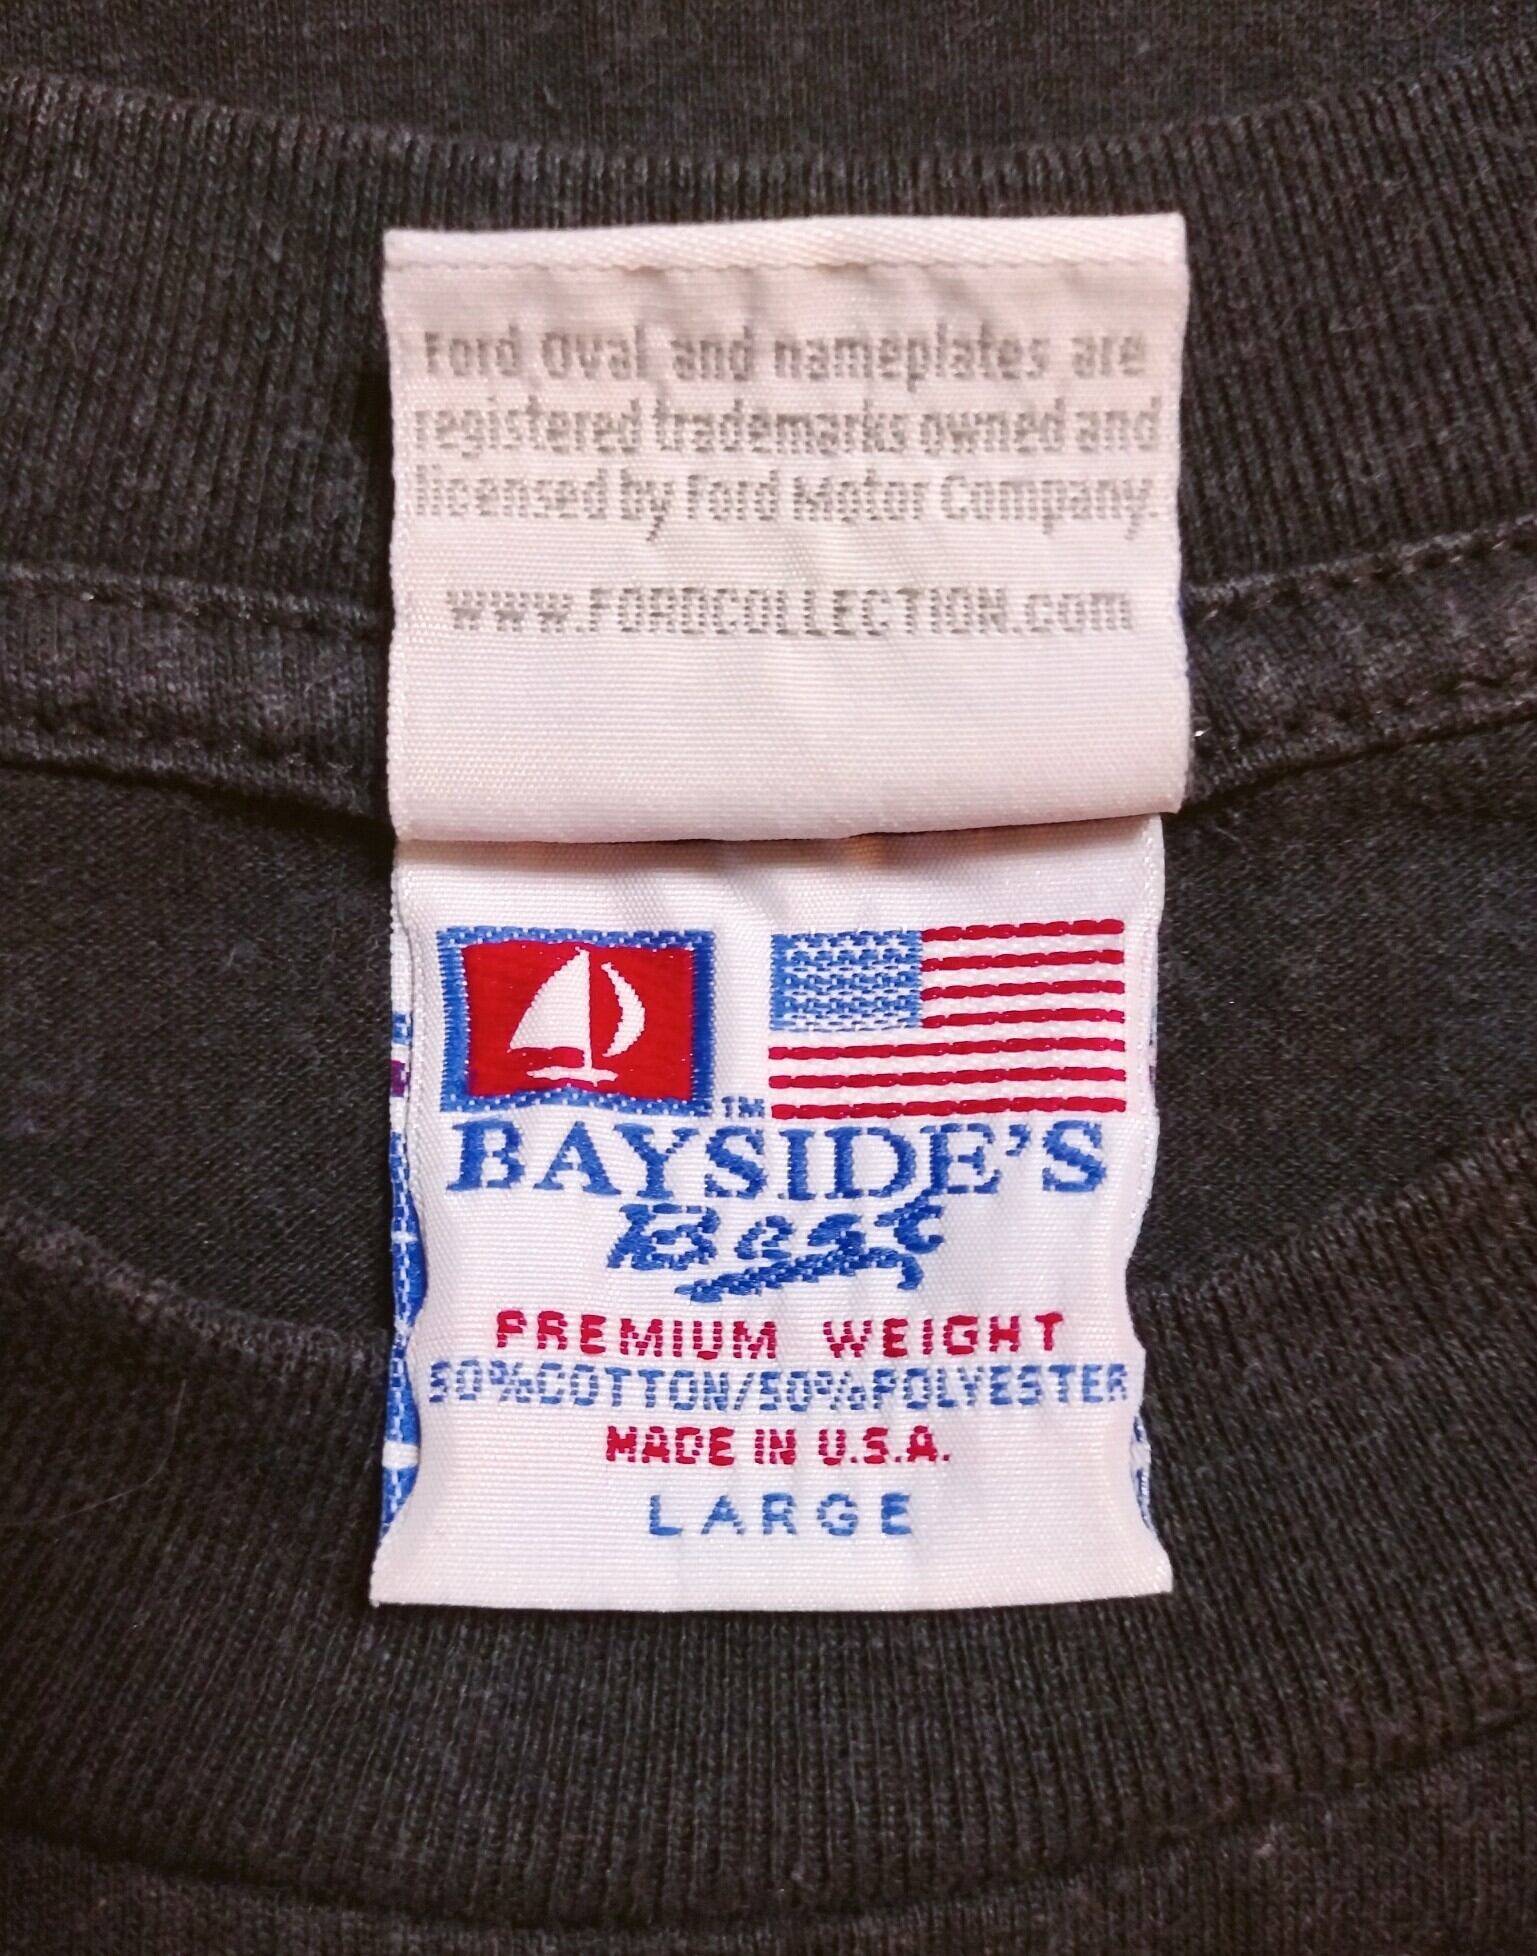 Ford Oval and nameplates are
registered trademarks owned and
licensed by Ford Motor Company.
www.FORDCOLLECTION.com
TM
BAYSIDE'S
Best
PREMIUM WEIGHT
50%COTTON/50%POLYESTER
MADE IN U.S.A.
LARGE